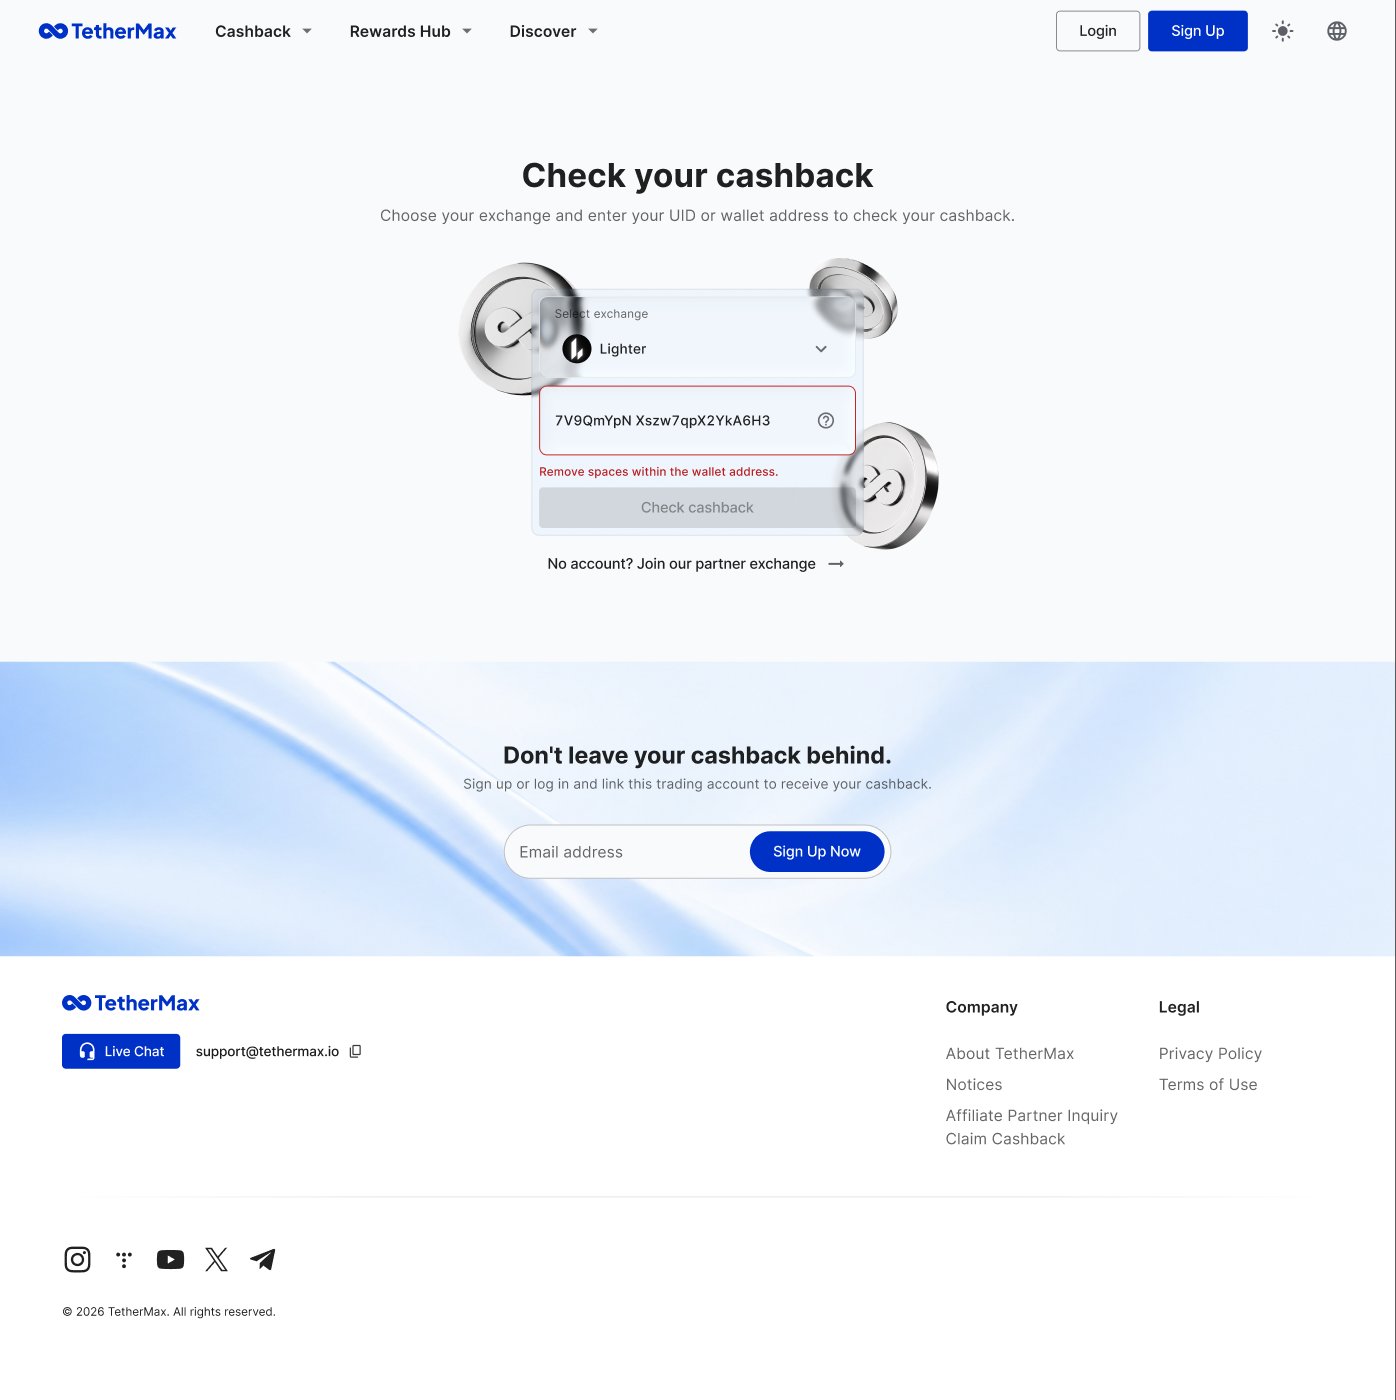 TetherMax
Cashback
Rewards Hub
Discover
Login
Sign Up
Check your cashback
Choose your exchange and enter your UID or wallet address to check your cashback.
Select exchange
Lighter
7V9QmYpN Xszw7qpX2YkA6H3
Remove spaces within the wallet address.
Check cashback
No account? Join our partner exchange →
Don't leave your cashback behind.
Sign up or log in and link this trading account to receive your cashback.
Email address
Sign Up Now
TetherMax
Live Chat
support@tethermax.io
Company
About TetherMax
Notices
Affiliate Partner Inquiry
Claim Cashback
Legal
Privacy Policy
Terms of Use
© 2026 TetherMax. All rights reserved.